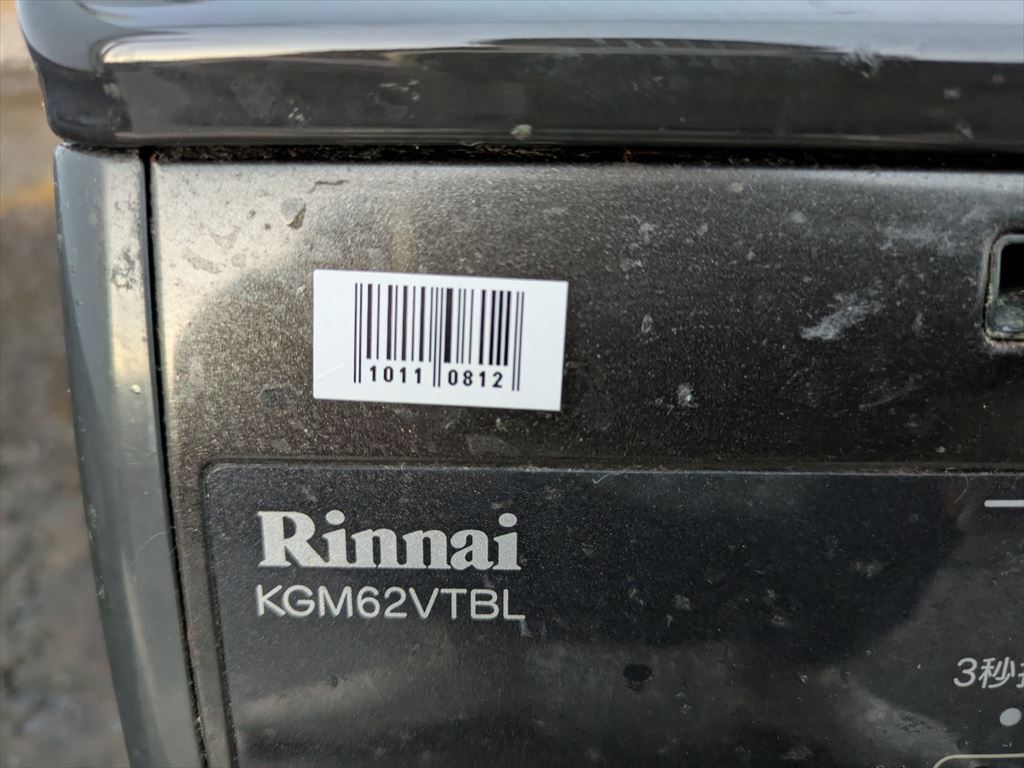 1011 0812
Rinnai
KGM62VTBL
3秒